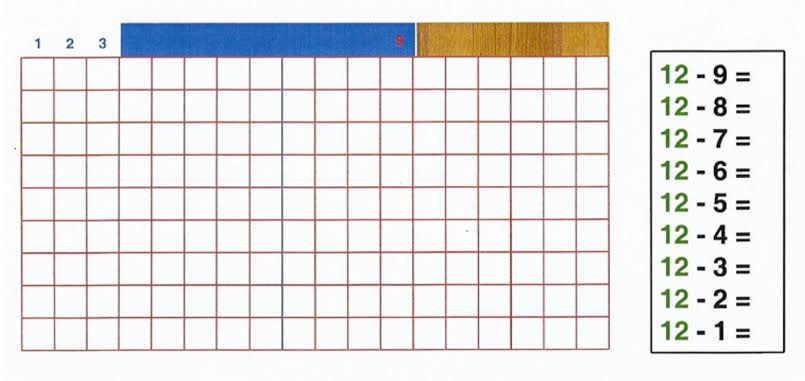 1 2 3 9
12 - 9 =
12 - 8 =
12 - 7 =
12 - 6 =
12 - 5 =
12 - 4 =
12 - 3 =
12 - 2 =
12 - 1 =